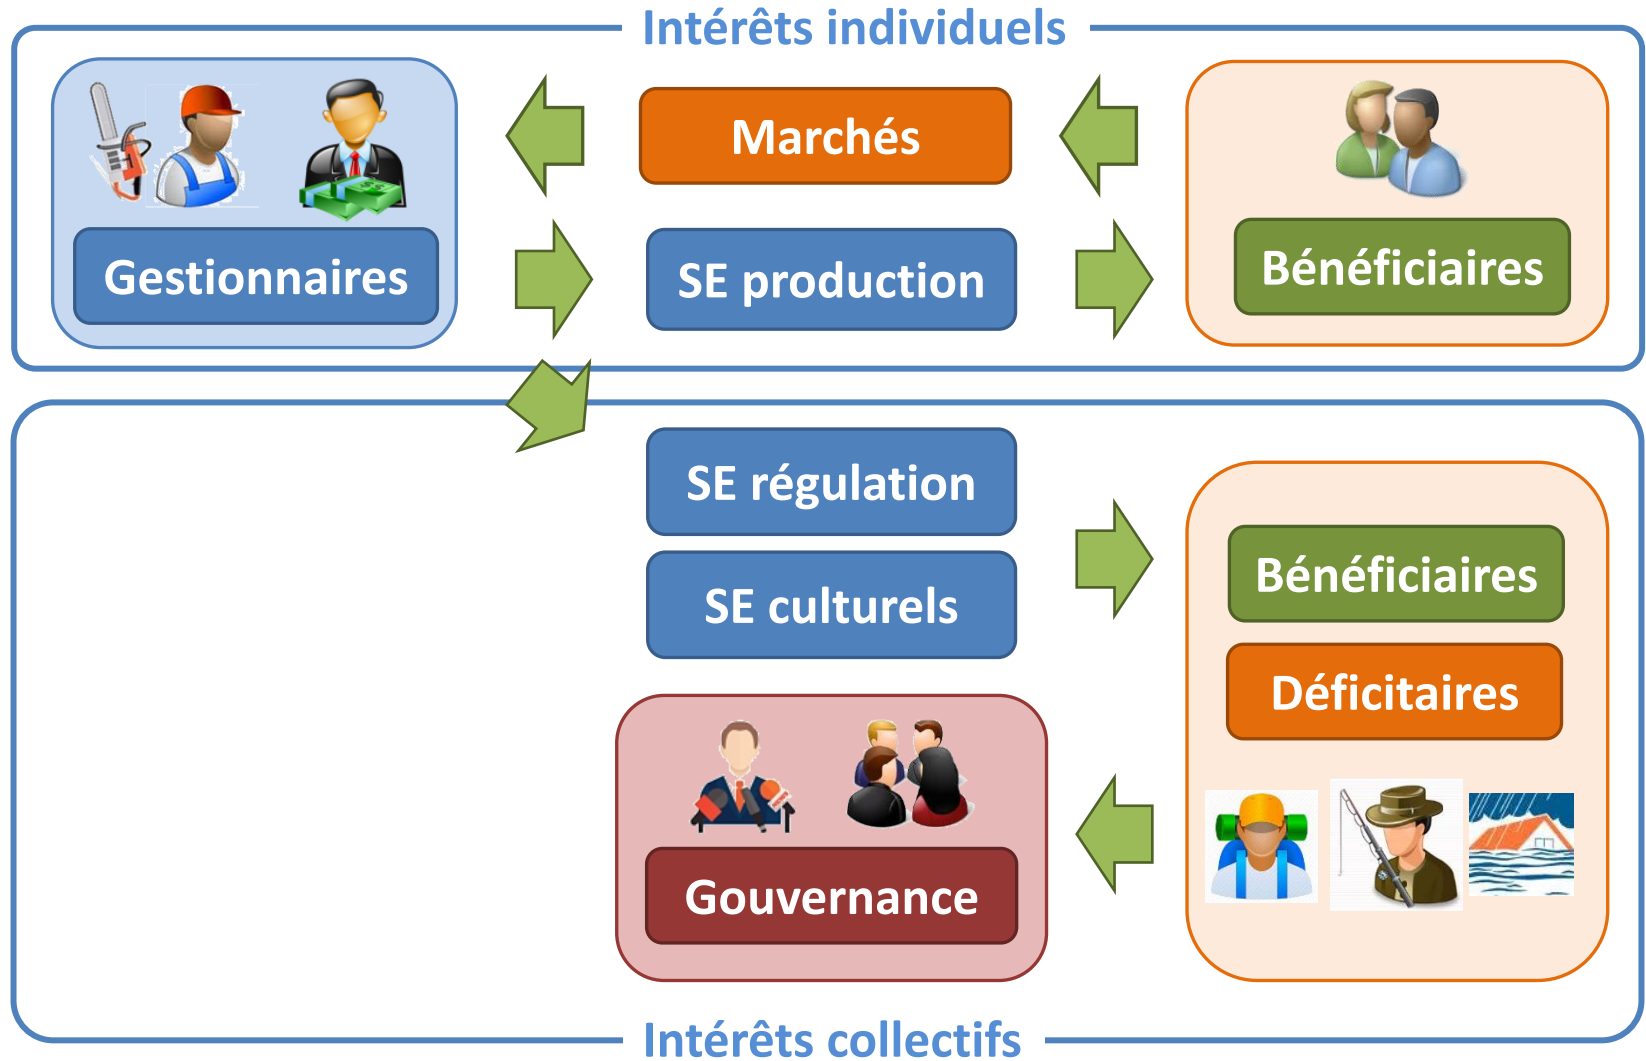 Intérêts individuels
Marchés
Gestionnaires
SE production
Bénéficiaires
SE régulation
SE culturels
Bénéficiaires
Déficitaires
Gouvernance
Intérêts collectifs